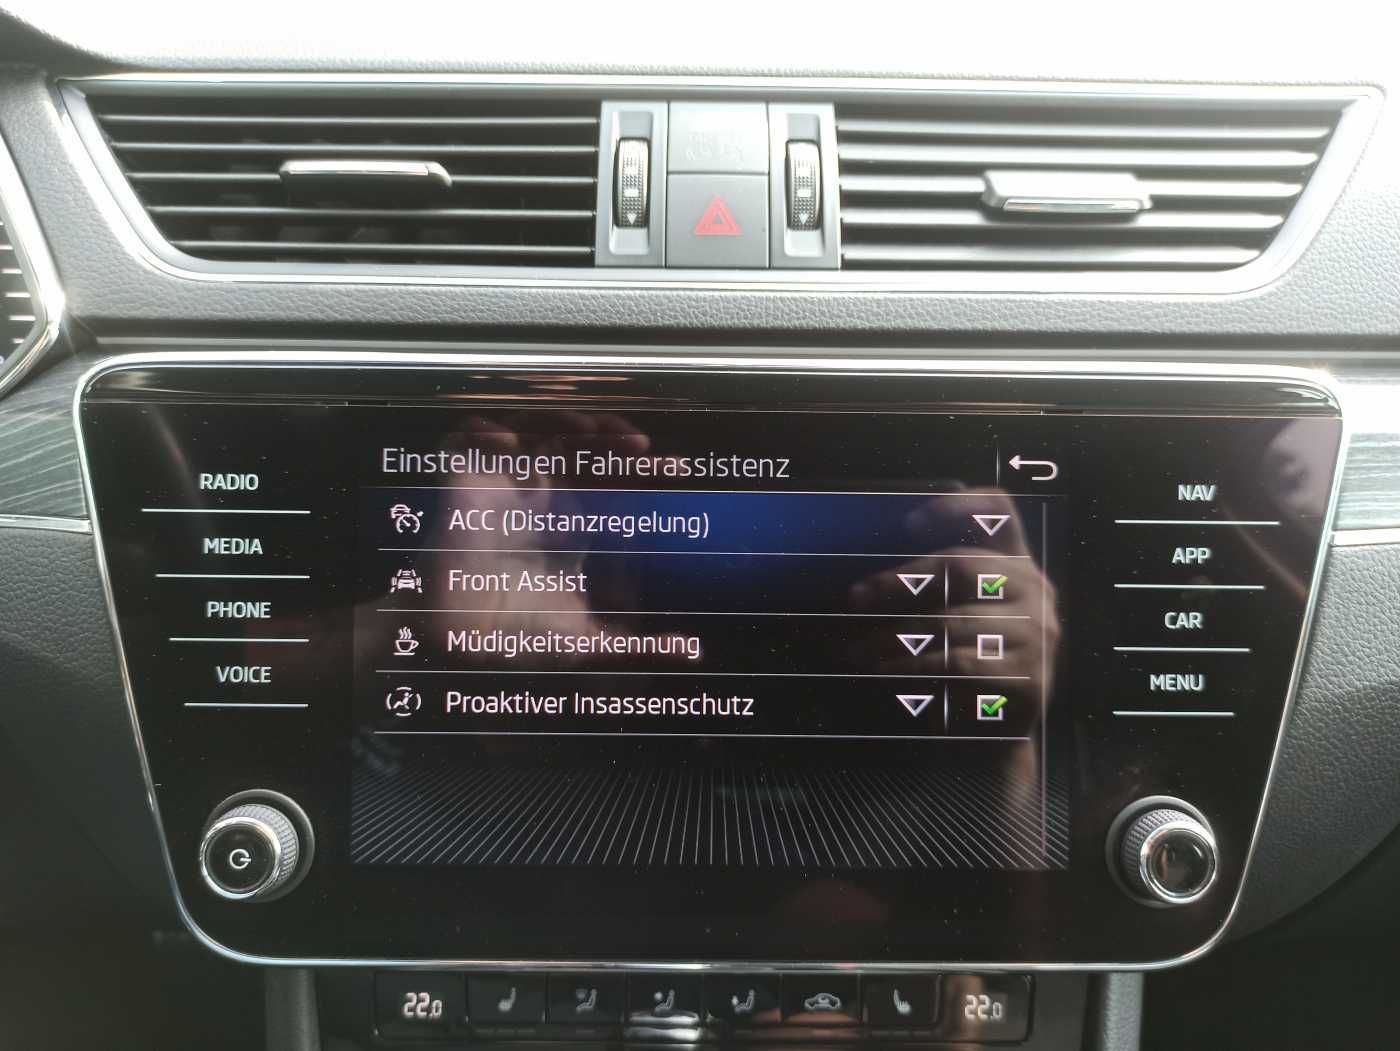 Einstellungen Fahrerassistenz
RADIO
MEDIA
PHONE
VOICE
ACC (Distanzregelung)
Front Assist
Müdigkeitserkennung
Proaktiver Insassenschutz
NAV
APP
CAR
MENU
22.0
22.0